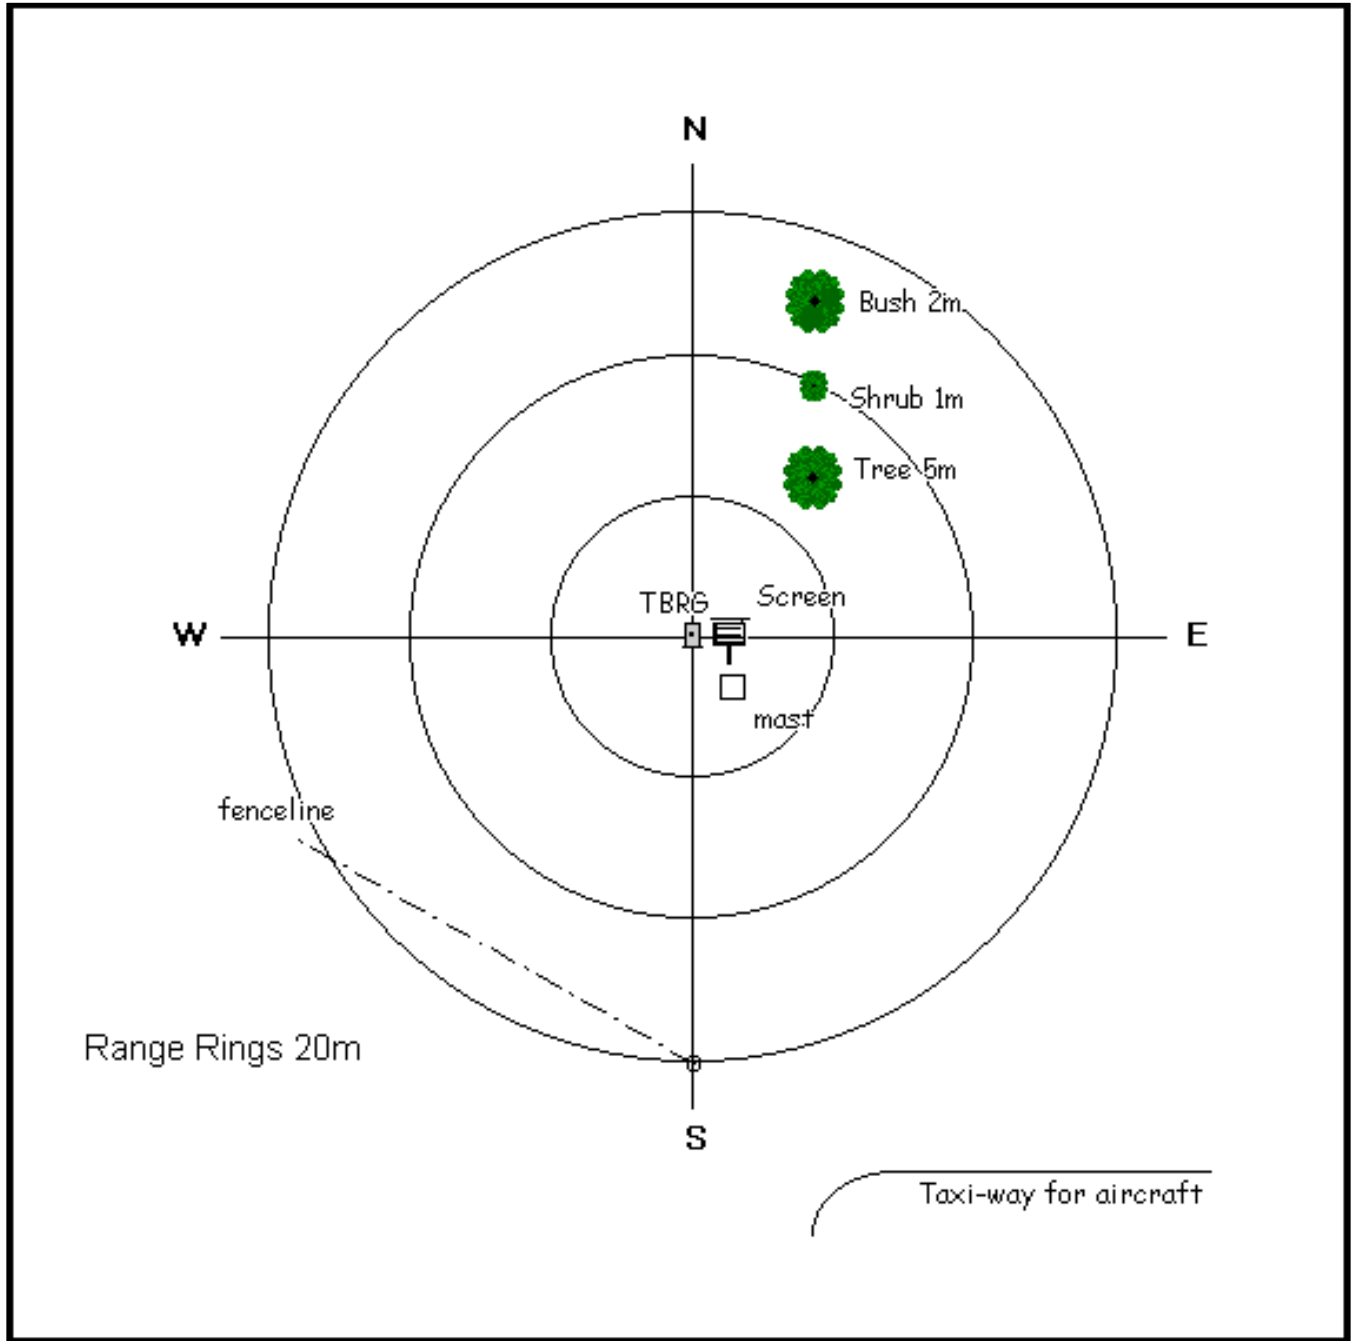 N
Bush 2m
Shrub 1m
Tree 5m
TBRG
Screen
W
E
mast
fenceline
Range Rings 20m
S
Taxi-way for aircraft